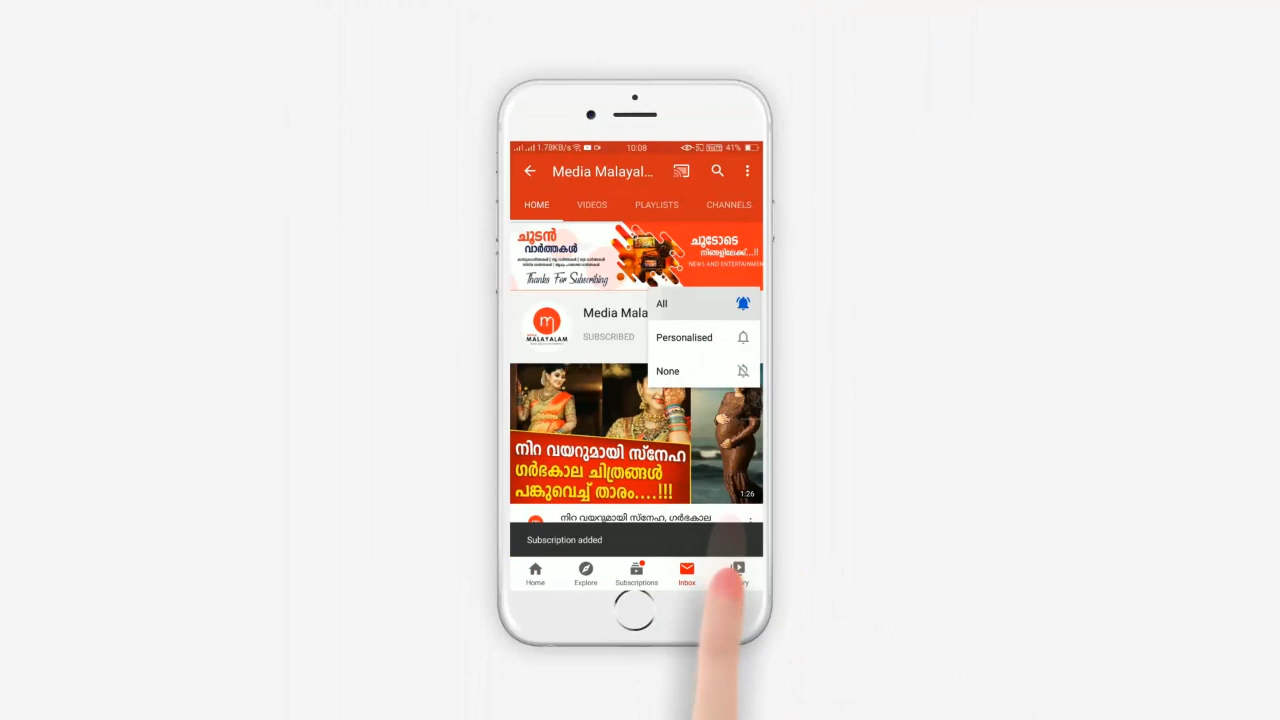 1.78KB/s 10:08 41%
Media Malayal...
HOME VIDEOS PLAYLISTS CHANNELS
ചൂടൻ
വാർത്തകൾ
Thanks For Subscribing
ചൂടോടെ
നിങ്ങളിലേക്ക്...!!
NEWS AND ENTERTAINMEN
All
Personalised
None
Media Mala
SUBSCRIBED
m
MALAYALAM
നിറ വയറുമായി സ്നേഹ
ഗർഭകാല ചിത്രങ്ങൾ
പങ്കുവെച്ച് താരം....!!!
1:26
നിറ വയറുമായി സ്നേഹ, ഗർഭകാല
Subscription added
Home Explore Subscriptions Inbox